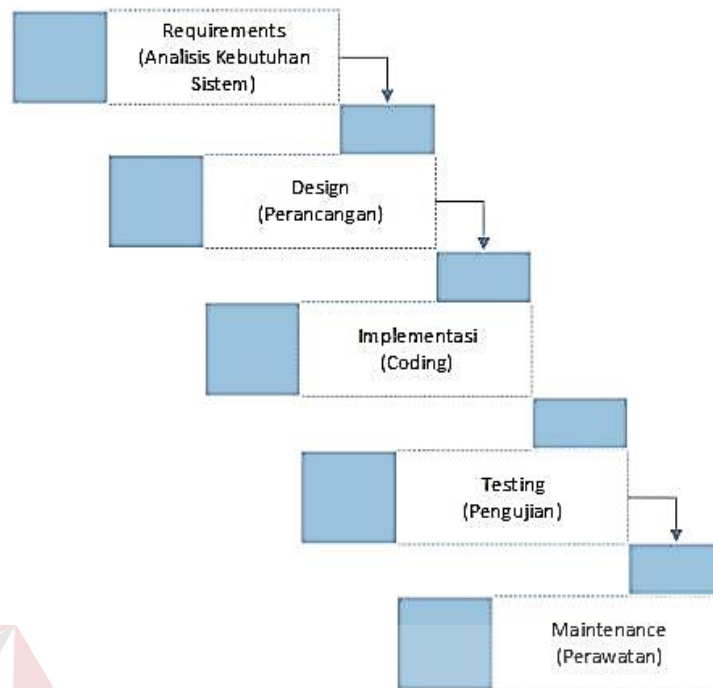 Requirements
(Analisis Kebutuhan
Sistem)
Design
(Perancangan)
Implementasi
(Coding)
Testing
(Pengujian)
Maintenance
(Perawatan)